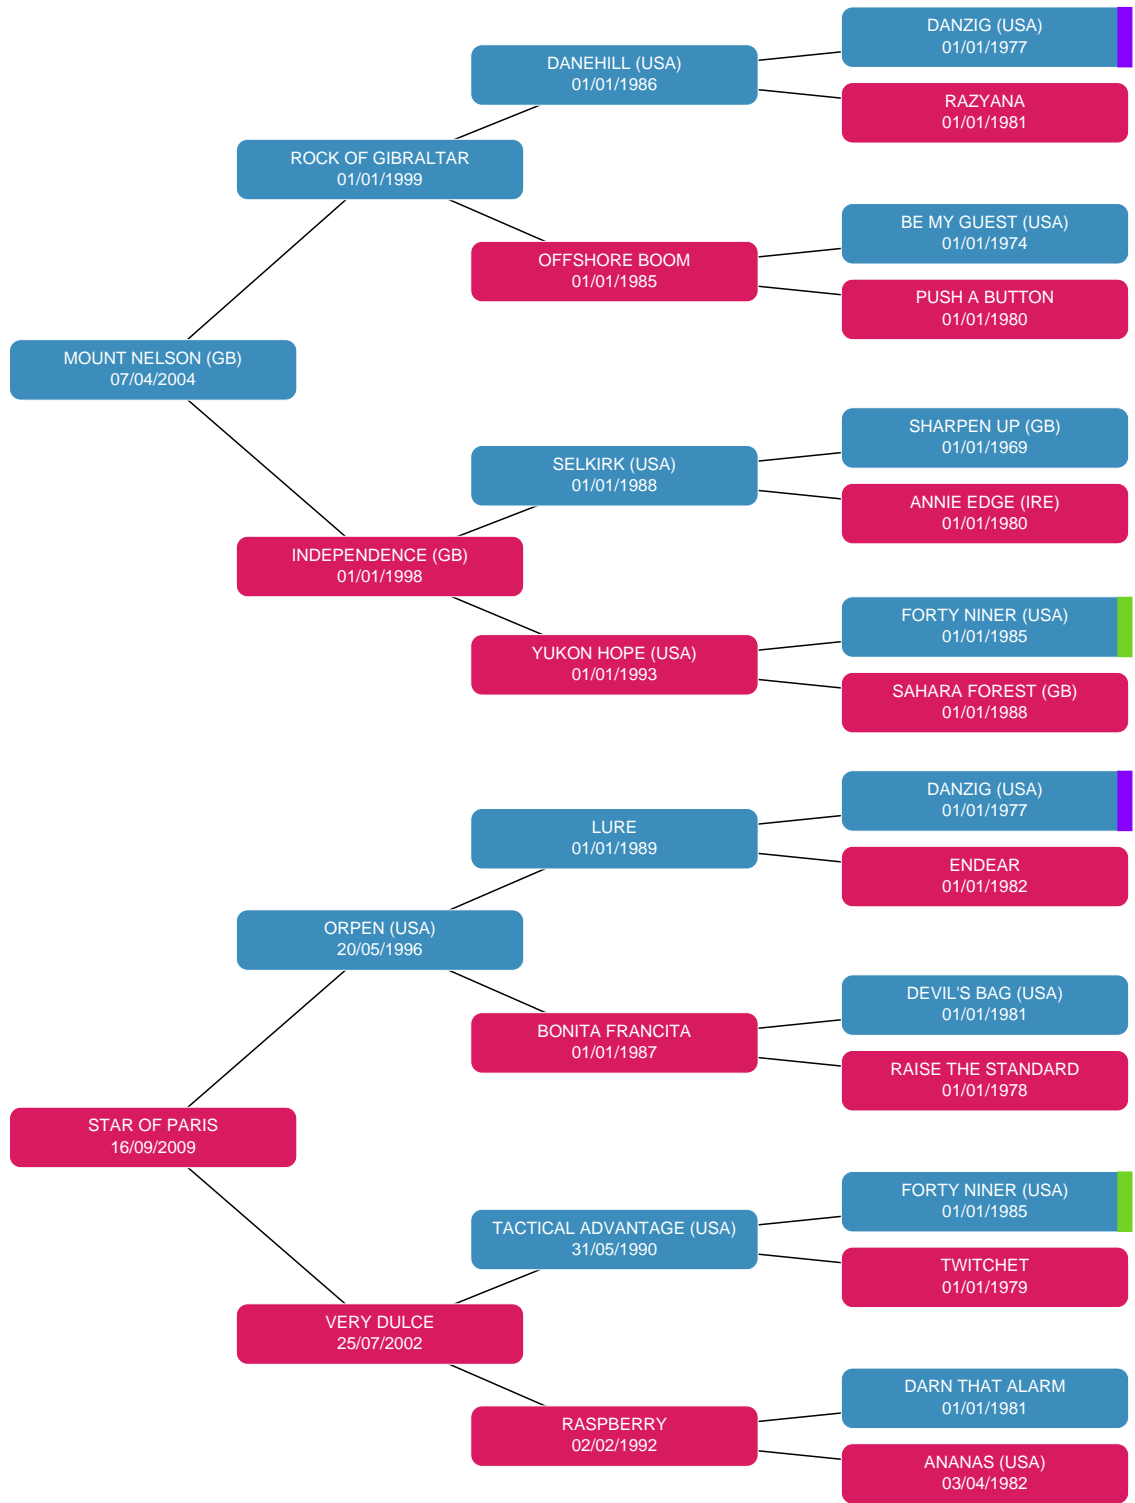 DANZIG (USA)
01/01/1977
DANEHILL (USA)
01/01/1986
RAZYANA
01/01/1981
ROCK OF GIBRALTAR
01/01/1999
BE MY GUEST (USA)
01/01/1974
OFFSHORE BOOM
01/01/1985
PUSH A BUTTON
01/01/1980
MOUNT NELSON (GB)
07/04/2004
SHARPEN UP (GB)
01/01/1969
SELKIRK (USA)
01/01/1988
ANNIE EDGE (IRE)
01/01/1980
INDEPENDENCE (GB)
01/01/1998
FORTY NINER (USA)
01/01/1985
YUKON HOPE (USA)
01/01/1993
SAHARA FOREST (GB)
01/01/1988
DANZIG (USA)
01/01/1977
LURE
01/01/1989
ENDEAR
01/01/1982
ORPEN (USA)
20/05/1996
DEVIL'S BAG (USA)
01/01/1981
BONITA FRANCITA
01/01/1987
RAISE THE STANDARD
01/01/1978
STAR OF PARIS
16/09/2009
FORTY NINER (USA)
01/01/1985
TACTICAL ADVANTAGE (USA)
31/05/1990
TWITCHET
01/01/1979
VERY DULCE
25/07/2002
DARN THAT ALARM
01/01/1981
RASPBERRY
02/02/1992
ANANAS (USA)
03/04/1982